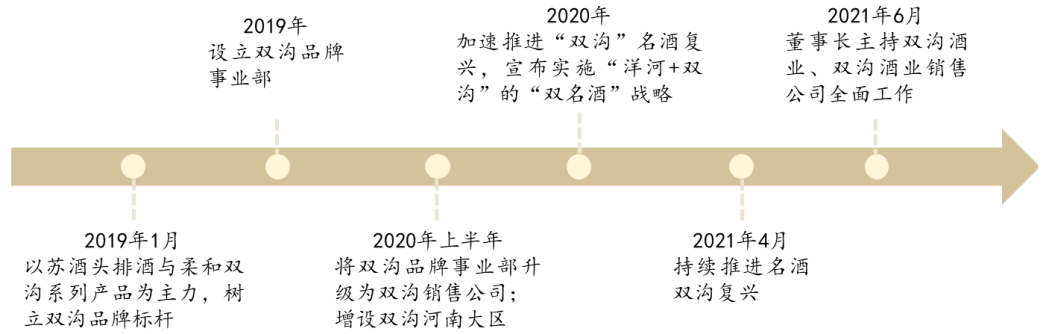 2019年1月
以苏酒头排酒与柔和双
沟系列产品为主力，树
立双沟品牌标杆
2019年
设立双沟品牌
事业部
2020年上半年
将双沟品牌事业部升
级为双沟销售公司；
增设双沟河南大区
2020年
加速推进“双沟”名酒复
兴，宣布实施“洋河+双
沟”的“双名酒”战略
2021年4月
持续推进名酒
双沟复兴
2021年6月
董事长主持双沟酒
业、双沟酒业销售
公司全面工作